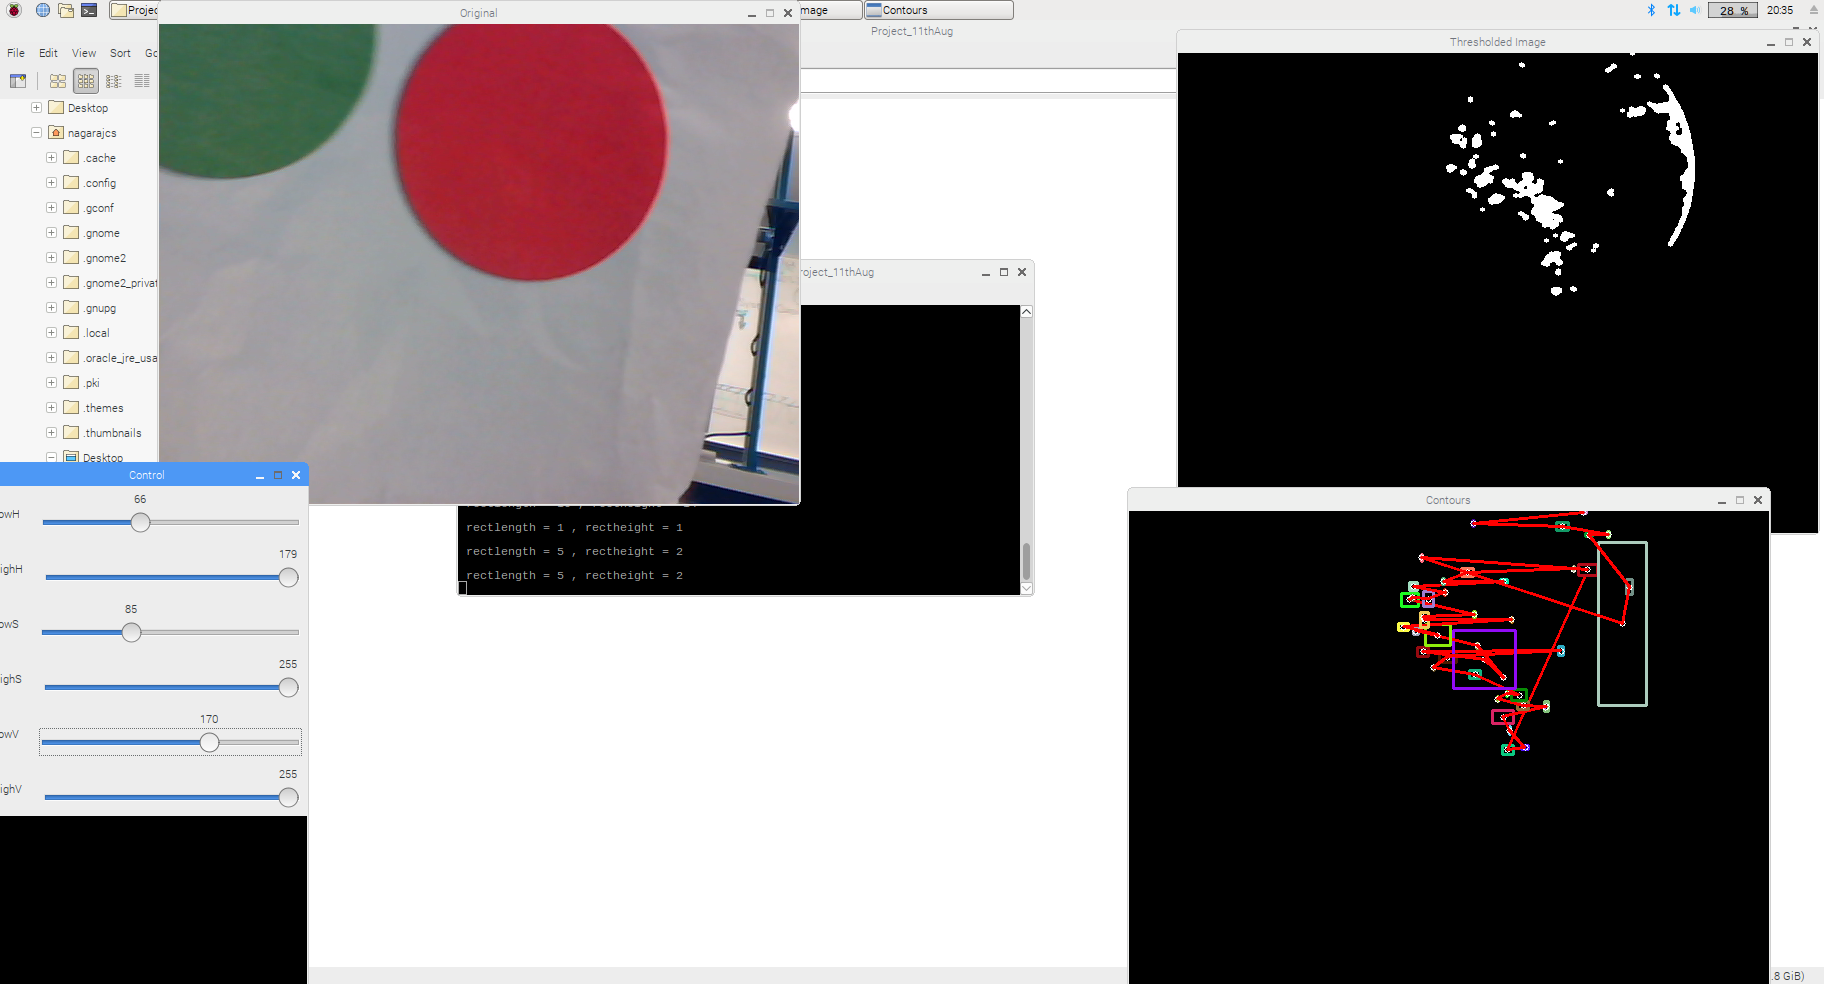 Projec
Original
mage
Contours
28 %
20:35
Project_11thAug
File Edit View Sort Go
Thresholded Image
Desktop
nagarajcs
.cache
.config
.gconf
.gnome
.gnome2
.gnome2_privat
.gnupg
.local
.oracle_jre_usa
.pki
.themes
.thumbnails
Desktop
roject_11thAug
rectlength = 1 , rectheight = 1
rectlength = 5 , rectheight = 2
rectlength = 5 , rectheight = 2
Control
66
owH
179
ighH
85
owS
255
ighS
170
owV
255
ighV
Contours
.8 GiB)